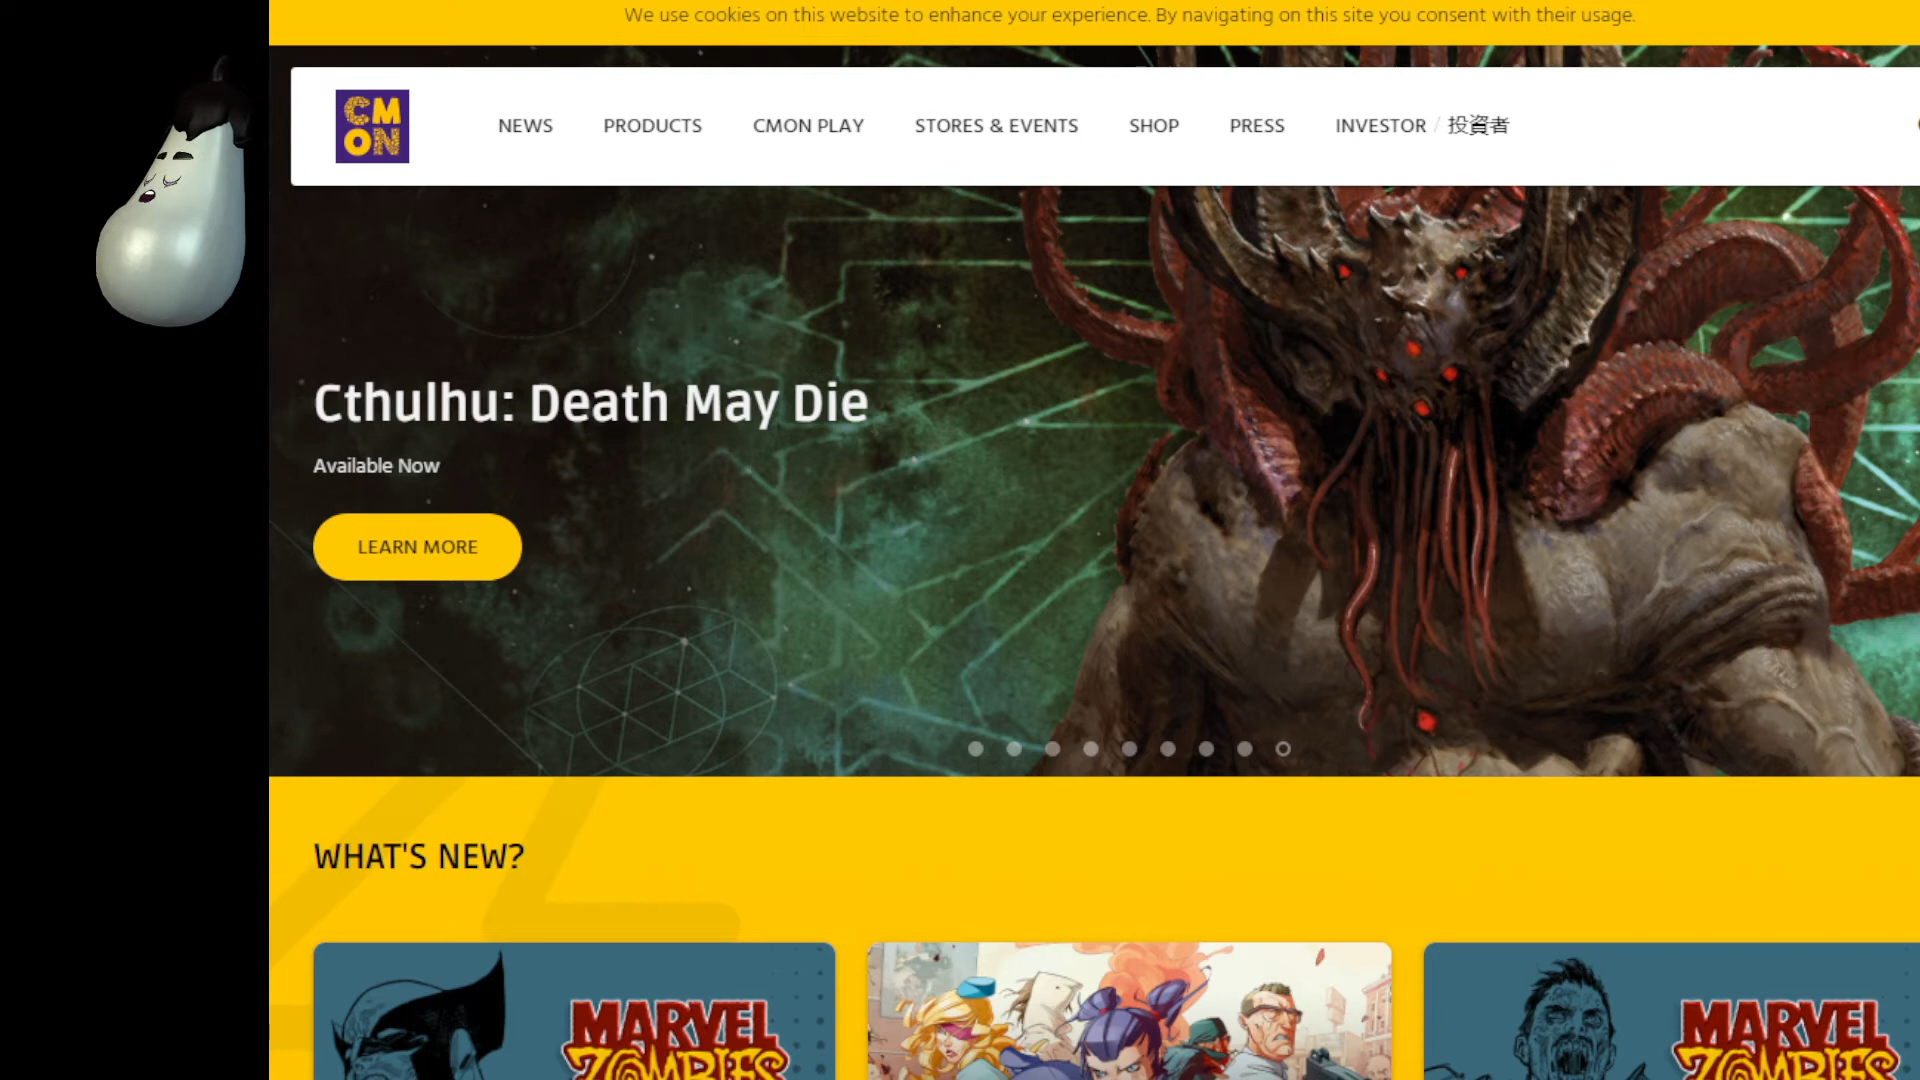 We use cookies on this website to enhance your experience. By navigating on this site you consent with their usage.
CM
ON
NEWS
PRODUCTS
CMON PLAY
STORES & EVENTS
SHOP
PRESS
INVESTOR / 投資者
Cthulhu: Death May Die
Available Now
LEARN MORE
WHAT'S NEW?
MARVEL
ZOMBIES
MARVEL
ZOMBIES